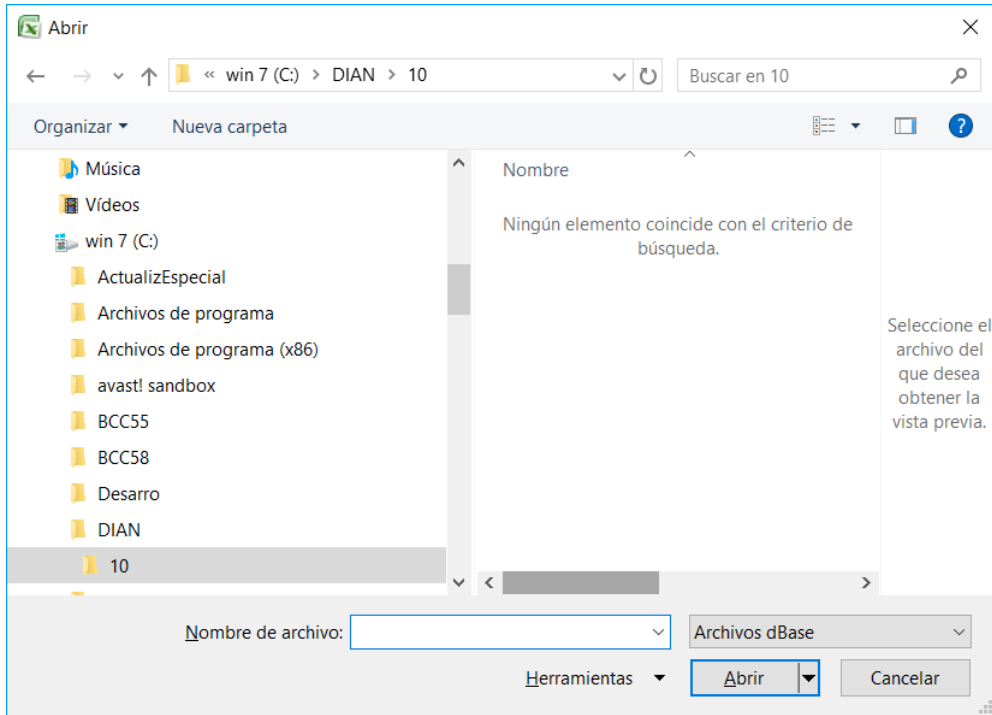 Abrir
« win 7 (C:) > DIAN > 10
Buscar en 10
Organizar
Nueva carpeta
?
Música
Vídeos
win 7 (C:)
ActualizEspecial
Archivos de programa
Archivos de programa (x86)
avast! sandbox
BCC55
BCC58
Desarro
DIAN
10
Nombre
Ningún elemento coincide con el criterio de
búsqueda.
Seleccione el
archivo del
que desea
obtener la
vista previa.
Nombre de archivo:
Archivos dBase
Herramientas
Abrir
Cancelar